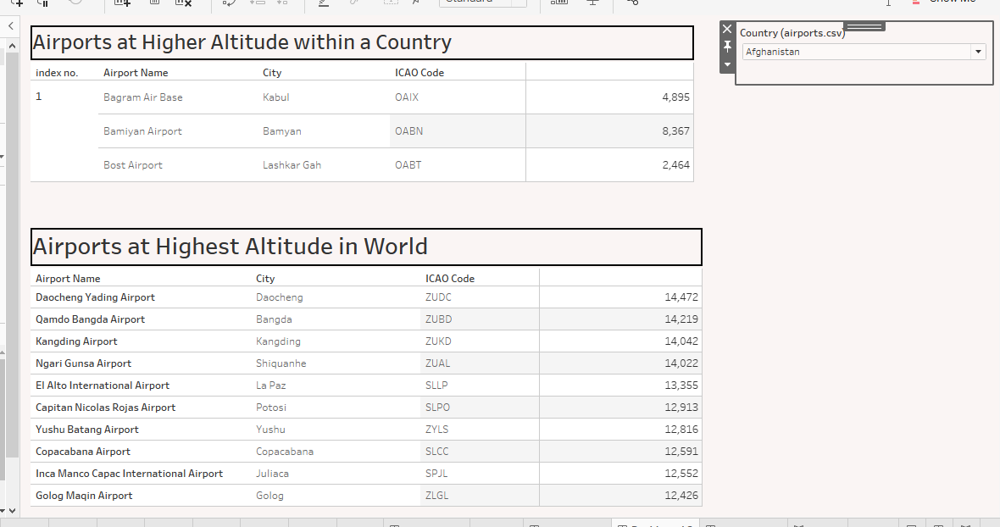 Standard
Show Me
Airports at Higher Altitude within a Country
index no. Airport Name City ICAO Code
1 Bagram Air Base Kabul OAIX 4,895
Bamiyan Airport Bamyan OABN 8,367
Bost Airport Lashkar Gah OABT 2,464
Country (airports.csv)
Afghanistan
Airports at Highest Altitude in World
Airport Name City ICAO Code
Daocheng Yading Airport Daocheng ZUDC 14,472
Qamdo Bangda Airport Bangda ZUBD 14,219
Kangding Airport Kangding ZUKD 14,042
Ngari Gunsa Airport Shiquanhe ZUAL 14,022
El Alto International Airport La Paz SLLP 13,355
Capitan Nicolas Rojas Airport Potosi SLPO 12,913
Yushu Batang Airport Yushu ZYLS 12,816
Copacabana Airport Copacabana SLCC 12,591
Inca Manco Capac International Airport Juliaca SPJL 12,552
Golog Maqin Airport Golog ZLGL 12,426